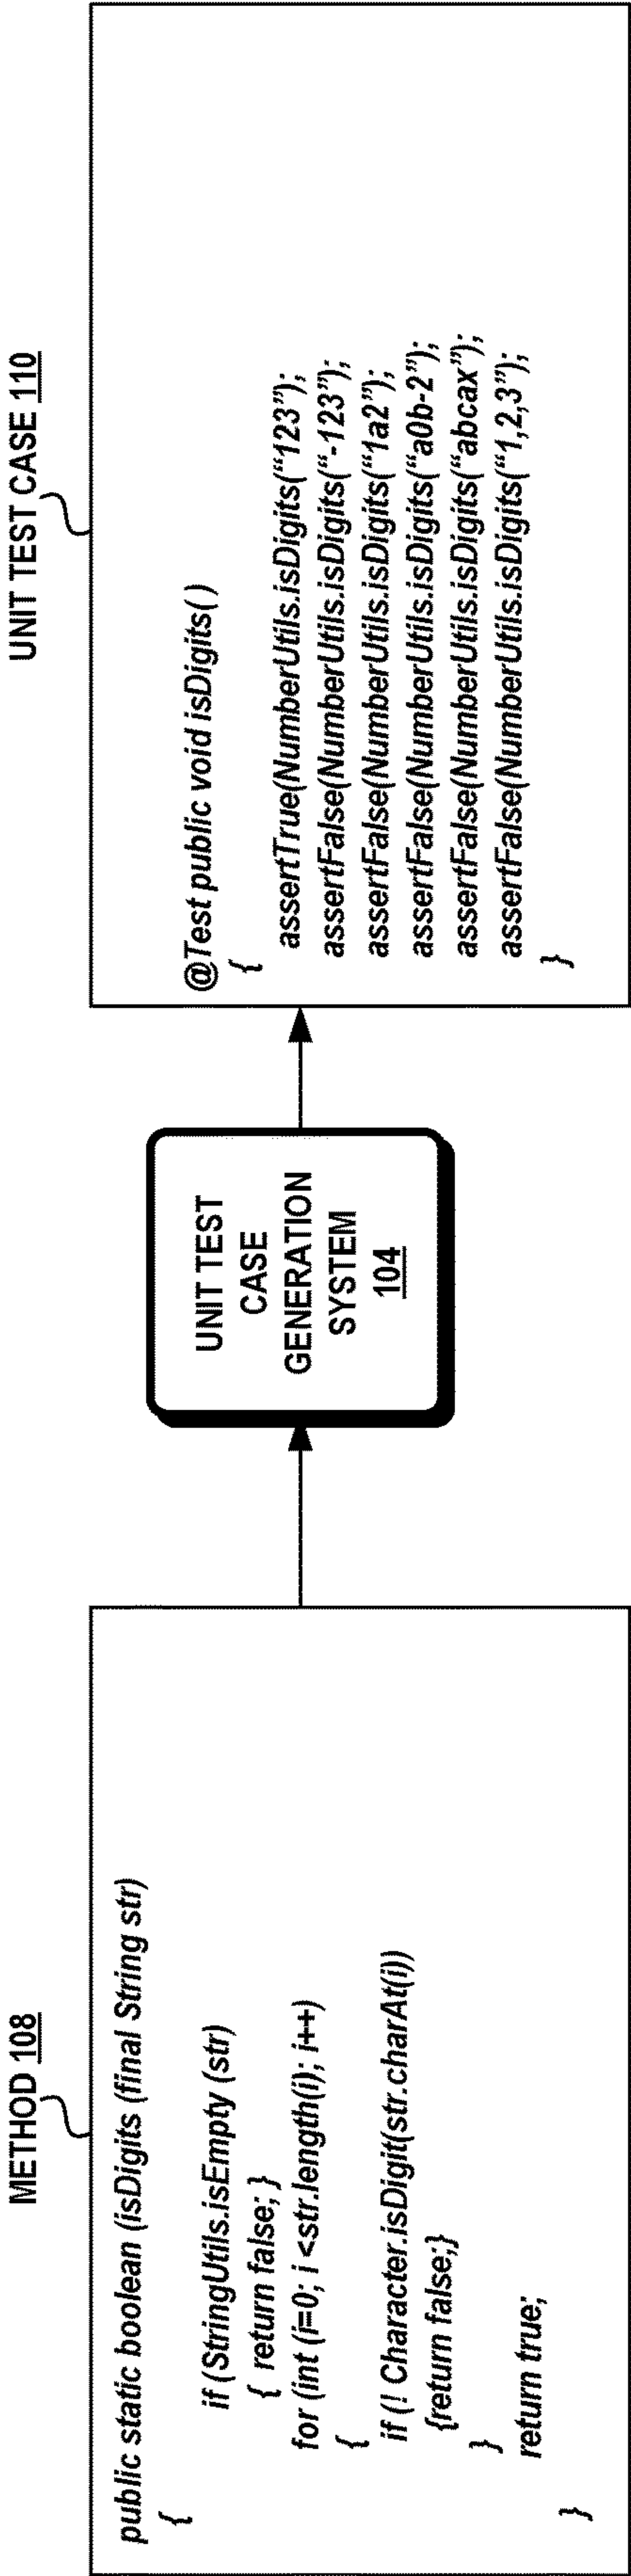 METHOD 108
public static boolean (isDigits (final String str)
{
if (StringUtils.isEmpty (str)
{ return false; }
for (int (i=0; i <str.length(i); i++)
{
if (! Character.isDigit(str.charAt(i))
{return false;}
}
return true;
}
UNIT TEST
CASE
GENERATION
SYSTEM
104
UNIT TEST CASE 110
@Test public void isDigits( )
{
assertTrue(NumberUtils.isDigits(“123”);
assertFalse(NumberUtils.isDigits(“-123”);
assertFalse(NumberUtils.isDigits(“1a2”);
assertFalse(NumberUtils.isDigits(“a0b-2”);
assertFalse(NumberUtils.isDigits(“abcax”);
assertFalse(NumberUtils.isDigits(“1,2,3”);
}